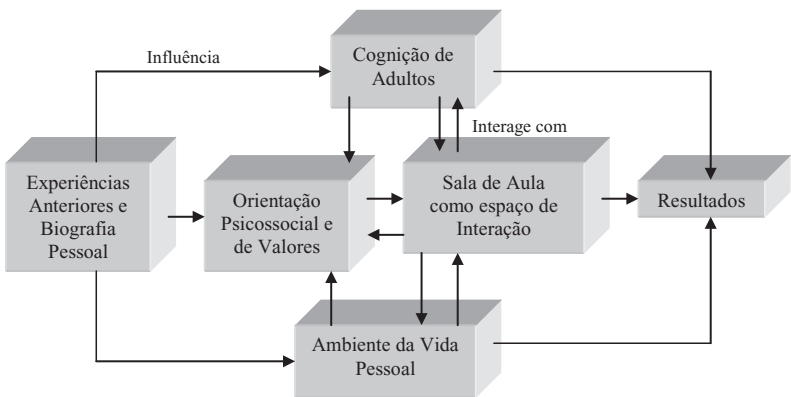 Influência
Cognição de
Adultos
Interage com
Experiências
Anteriores e
Biografia
Pessoal
Orientação
Psicossocial e
de Valores
Sala de Aula
como espaço de
Interação
Resultados
Ambiente da Vida
Pessoal